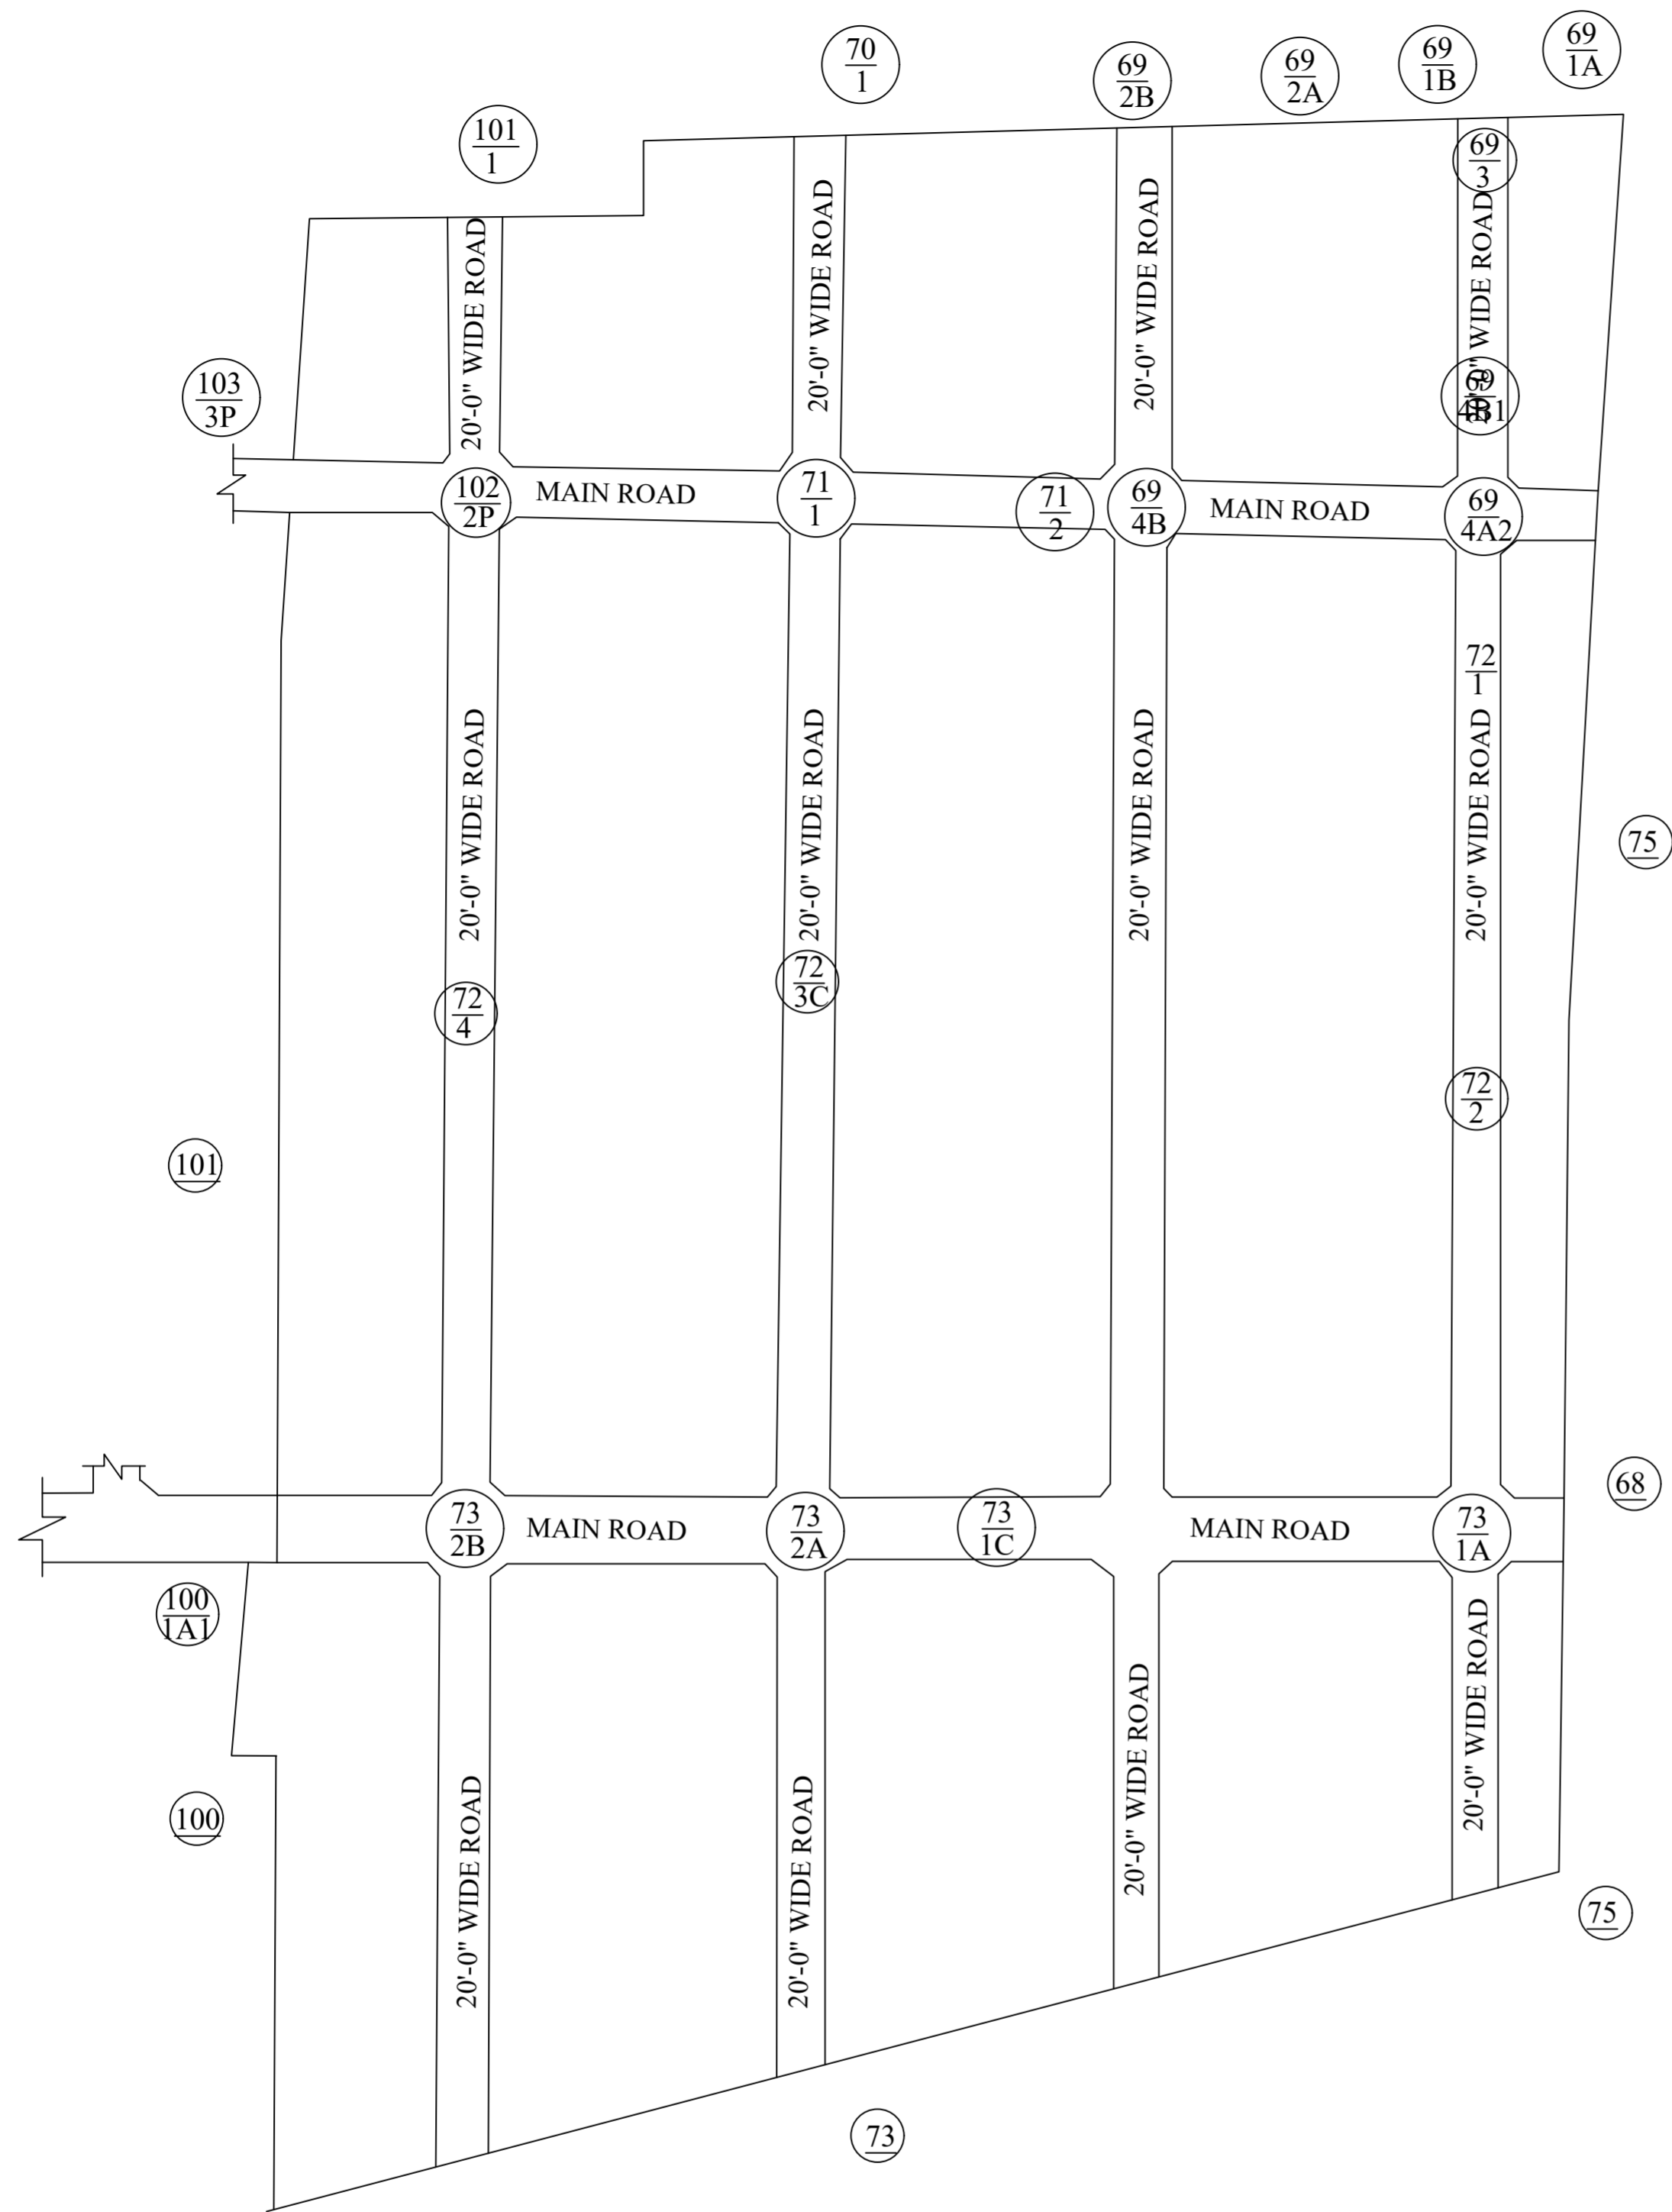 69
1A
70
1
69
1B
69
2A
69
2B
101
1
69
3
20'-0" WIDE ROAD
20'-0" WIDE ROAD
20'-0" WIDE ROAD
20'-0" WIDE ROAD
103
3P
69
4B1
102
2P
MAIN ROAD
71
1
71
2
69
4B
MAIN ROAD
69
4A2
72
1
20'-0" WIDE ROAD
20'-0" WIDE ROAD
20'-0" WIDE ROAD
20'-0" WIDE ROAD
75
72
4
72
3C
72
2
101
68
73
2B
MAIN ROAD
73
2A
73
1C
MAIN ROAD
73
1A
100
1A1
20'-0" WIDE ROAD
20'-0" WIDE ROAD
20'-0" WIDE ROAD
20'-0" WIDE ROAD
100
75
73